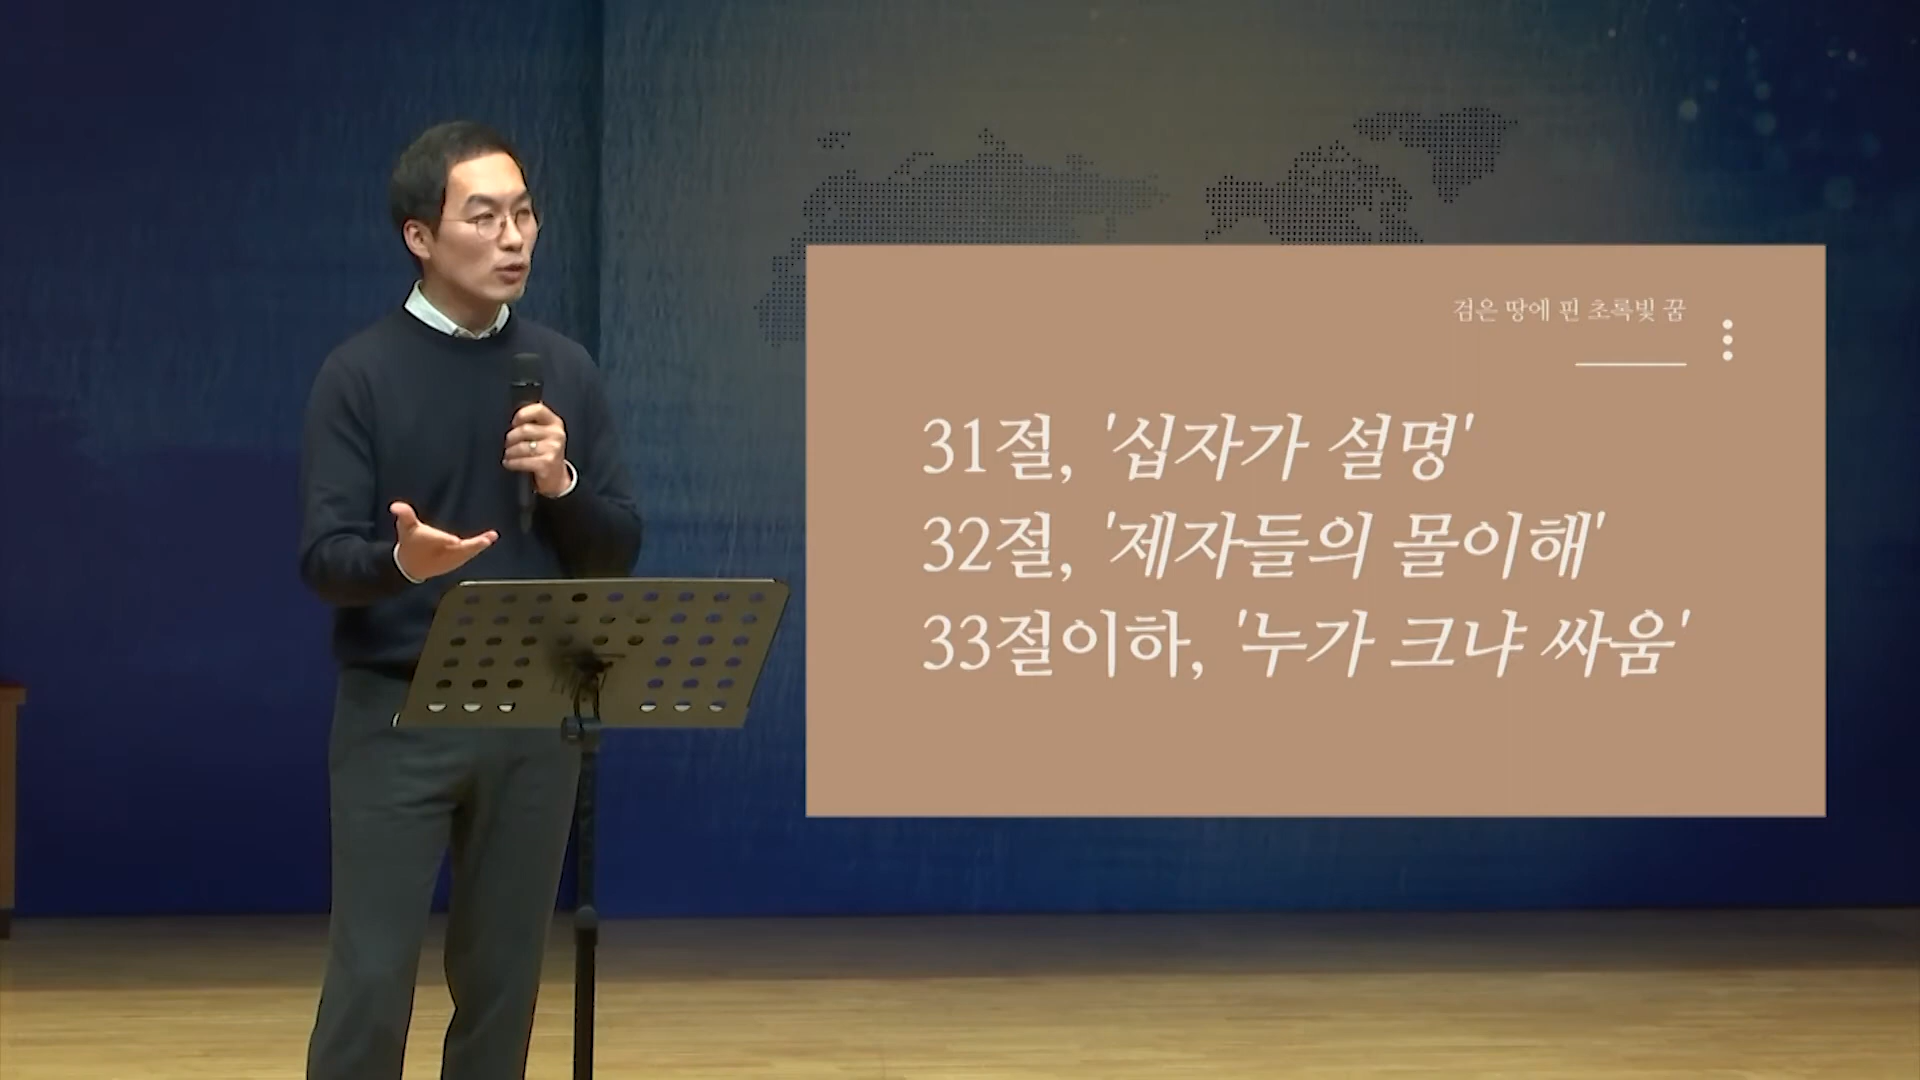 검은 땅에 핀 초록빛 꿈
31절, '십자가 설명'
32절, '제자들의 몰이해'
33절이하, '누가 크냐 싸움'